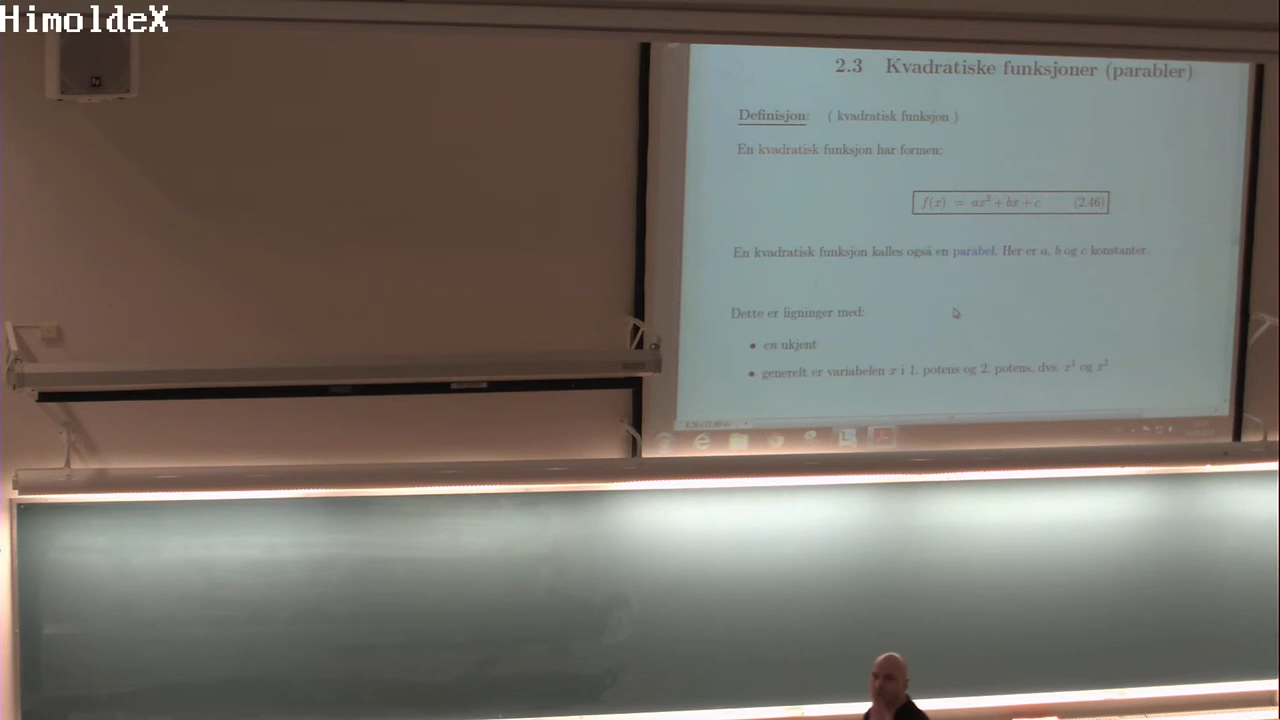 HimoldeX
2.3 Kvadratiske funksjoner (parabler)
Definisjon: ( kvadratisk funksjon )
En kvadratisk funksjon har formen:
f(x) = ax² + bx + c (2.46)
En kvadratisk funksjon kalles også en parabel. Her er a, b og c konstanter.
Dette er ligninger med:
• en ukjent
• generelt er variabelen x i 1. potens og 2. potens, dvs. x¹ og x²